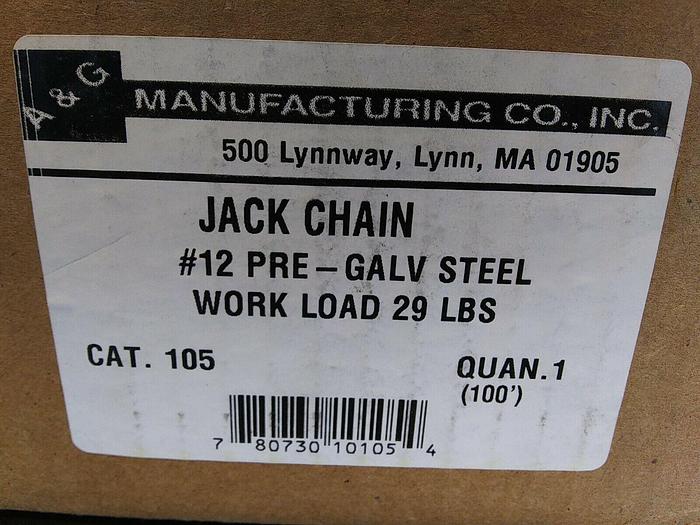 A & G
MANUFACTURING CO., INC.
500 Lynnway, Lynn, MA 01905
JACK CHAIN
#12 PRE-GALV STEEL
WORK LOAD 29 LBS
CAT. 105
QUAN.1
(100')
7 80730 10105 4